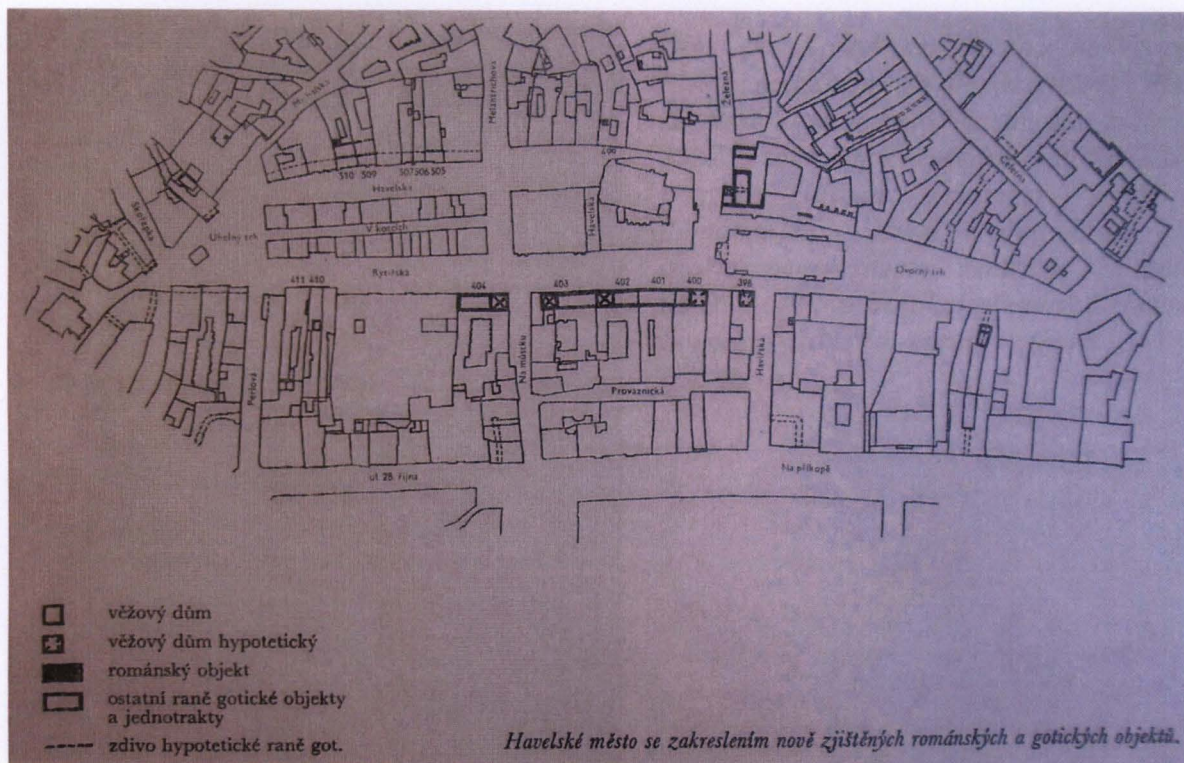 Melantrichova
Železná
Celetná
Skořepka
Uhelný trh
510 509 507 506 505
Havelská
V kotcích
Havelská
Rytířská
Ovocný trh
411 410
404
403
402
401
400
396
Na můstku
Havířská
Perlová
Provaznická
ul. 28. října
Na příkopě
věžový dům
věžový dům hypotetický
románský objekt
ostatní raně gotické objekty
a jednotrakty
zdivo hypotetické raně got.
Havelské město se zakreslením nově zjištěných románských a gotických objektů.